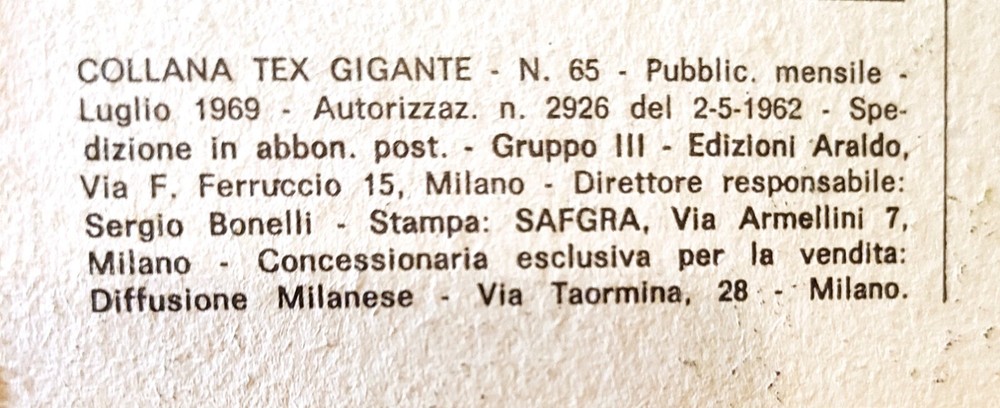 COLLANA TEX GIGANTE - N. 65 - Pubblic. mensile -
Luglio 1969 - Autorizzaz. n. 2926 del 2-5-1962 - Spe-
dizione in abbon. post. - Gruppo III - Edizioni Araldo,
Via F. Ferruccio 15, Milano - Direttore responsabile:
Sergio Bonelli - Stampa: SAFGRA, Via Armellini 7,
Milano - Concessionaria esclusiva per la vendita:
Diffusione Milanese - Via Taormina, 28 - Milano.